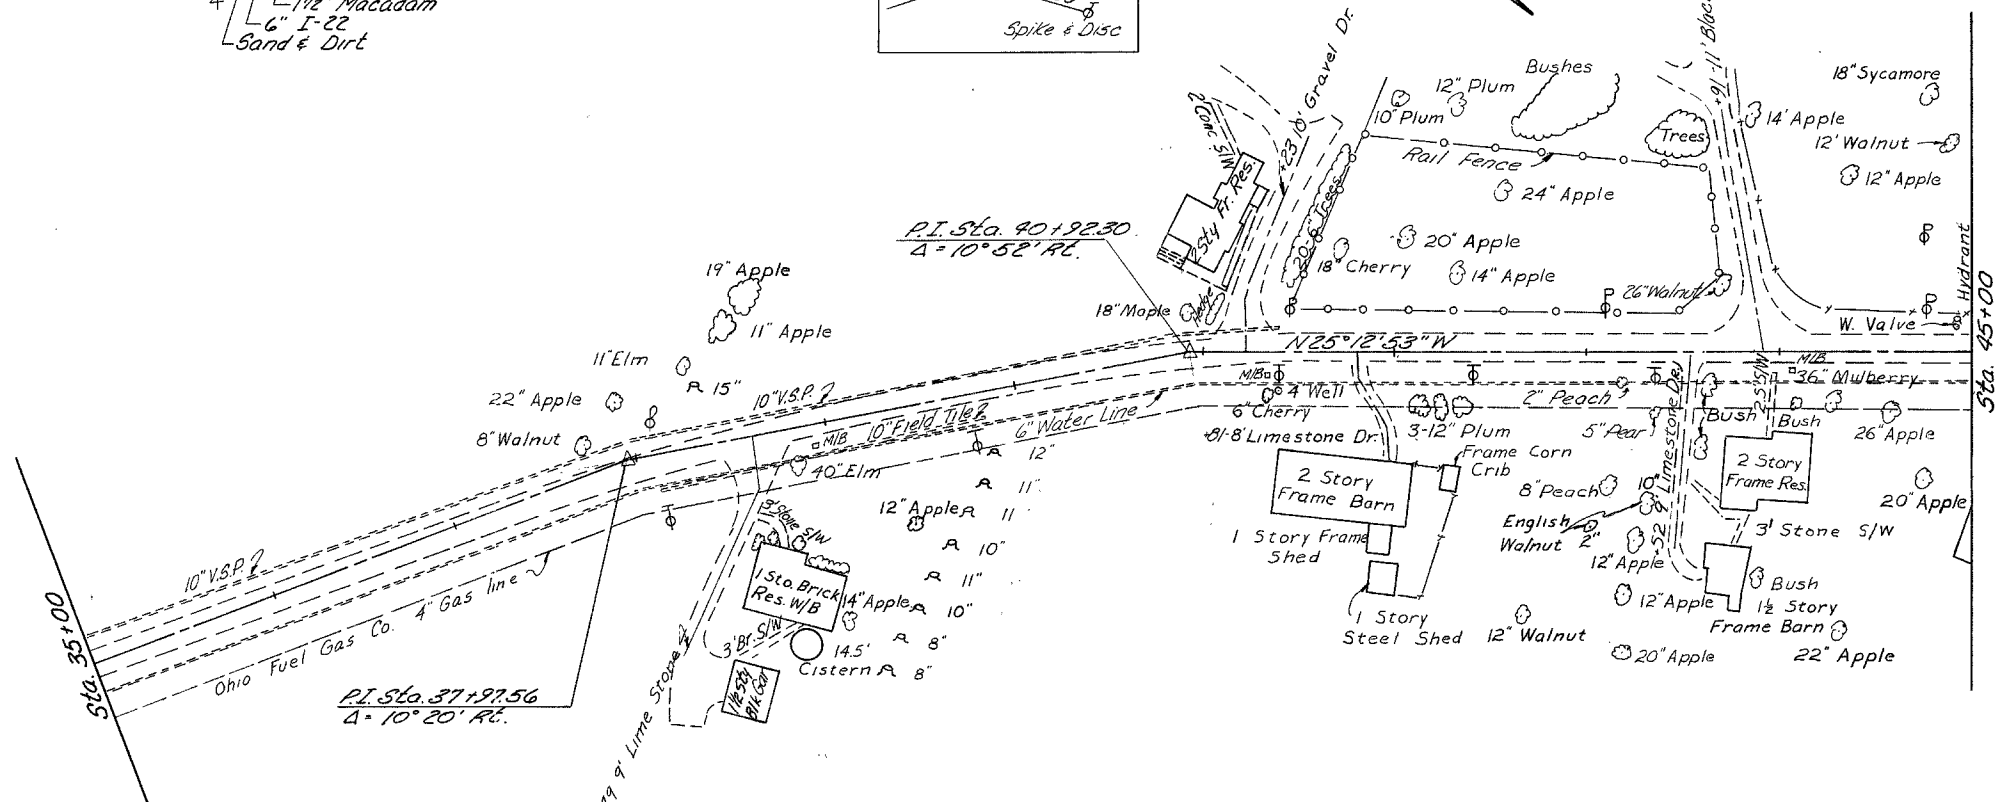 1½" Macadam
6" I-22
Sand & Dirt
Spike & Disc
2' Conc. S/W
+23 10' Gravel Dr.
2 Sty Fr. Res.
Hedge
18" Maple
20-6" Trees
10" Plum
12" Plum
Bushes
Rail Fence
Trees
24" Apple
20" Apple
18" Cherry
14" Apple
26" Walnut
+91-11'
14' Apple
18" Sycamore
12' Walnut
12" Apple
W. Valve
Hydrant
Sta. 45+00
P.I. Sta. 40+92.30
Δ = 10° 52' Rt.
N 25° 12' 53" W
19" Apple
11" Apple
11" Elm
15"
22" Apple
8" Walnut
10" V.S.P.
M/B
10" Field Tile
6" Water Line
40" Elm
12"
11"
12" Apple
11
10"
11"
10"
8"
8"
M/B
4 Well
6" Cherry
+81-8' Limestone Dr.
3-12" Plum
Frame Corn
Crib
2 Story
Frame Barn
1 Story Frame
Shed
1 Story
Steel Shed
2" Peach
5" Pear
8" Peach
10"
English
Walnut 2"
12" Apple
12" Apple
12" Walnut
20" Apple
+52 9' Limestone Dr.
Bush
2.5' S/W
M/B
36" Mulberry
Bush
26" Apple
2 Story
Frame Res.
20" Apple
3' Stone S/W
Bush
1½ Story
Frame Barn
22" Apple
10" V.S.P.
Ohio Fuel Gas Co. 4" Gas line
Sta. 35+00
P.I. Sta. 37+97.56
Δ = 10° 20' Rt.
3' Stone S/W
1 Sto. Brick
Res. W/B
14" Apple
3' Br. S/W
14.5'
Cistern
1½ Sty
Blk Gar
9' Lime Stone